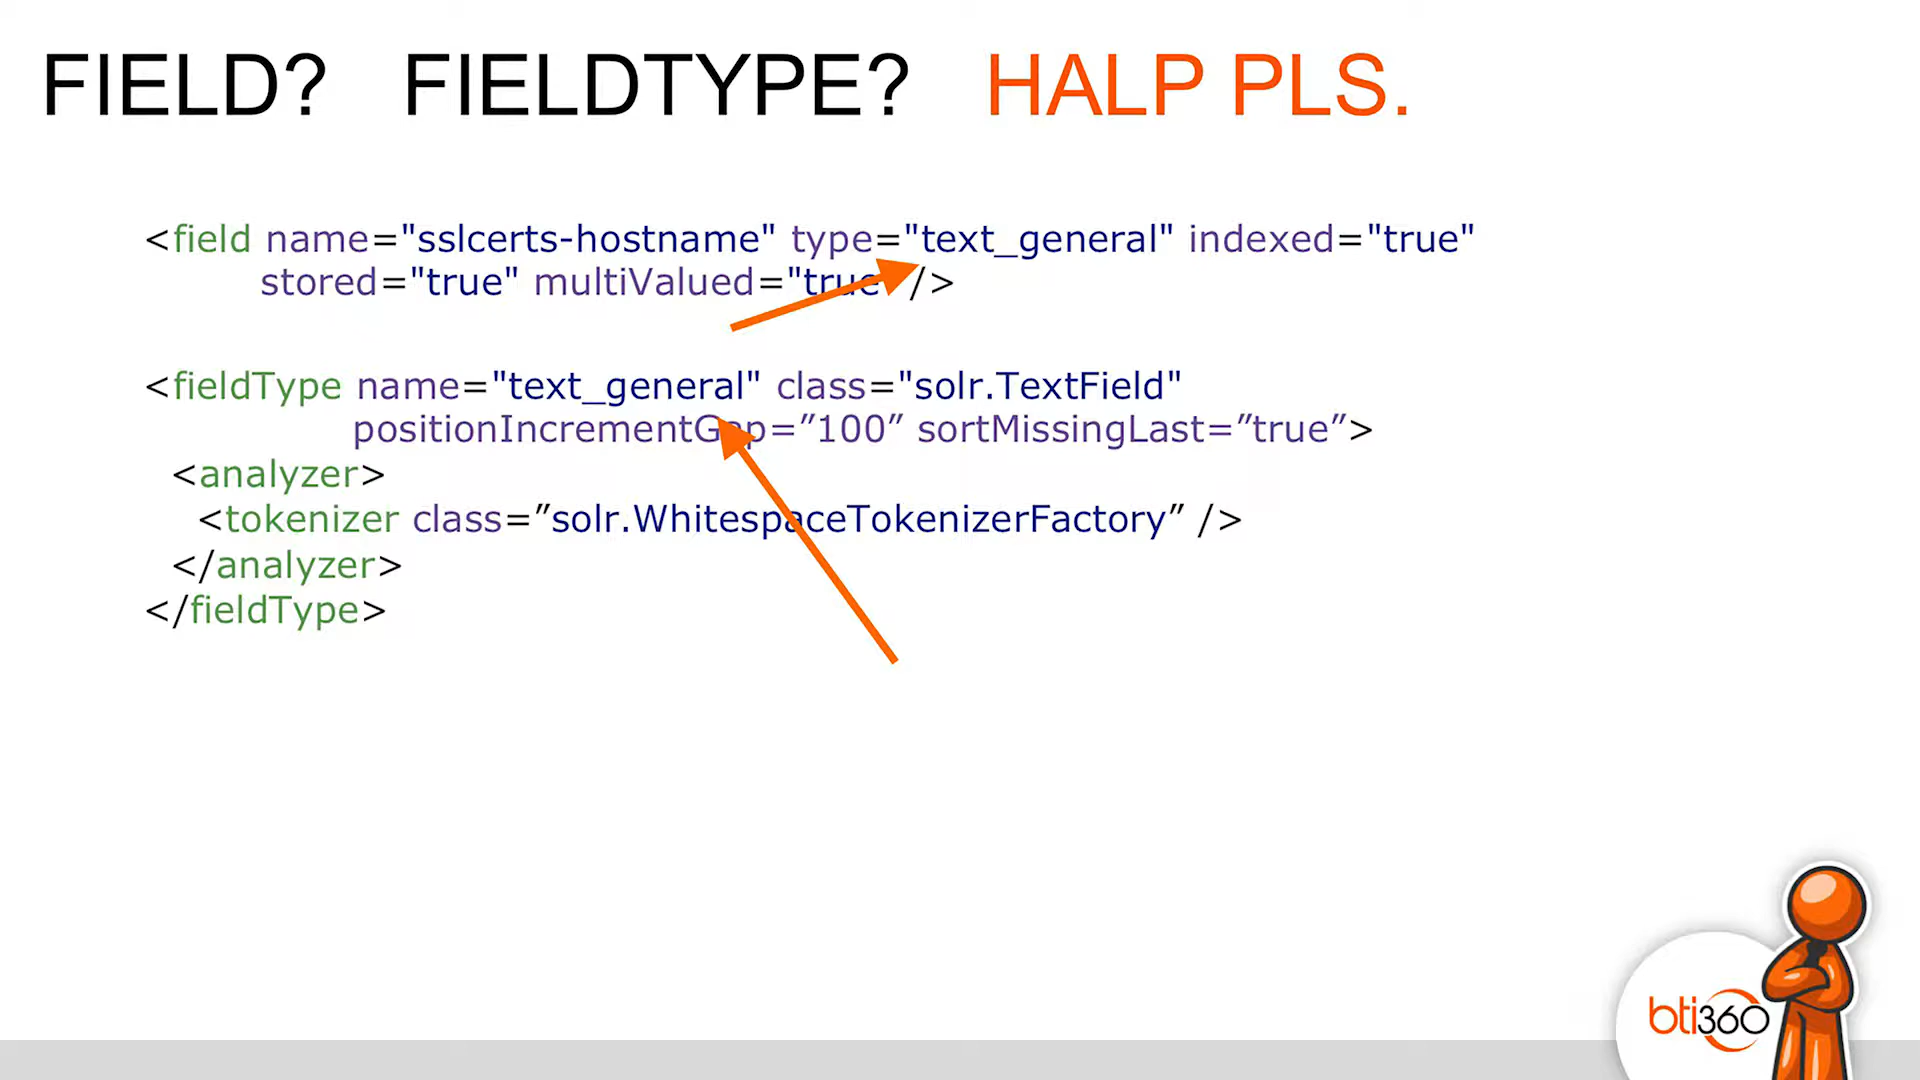 FIELD? FIELDTYPE? HALP PLS.
<field name="sslcerts-hostname" type="text_general" indexed="true"
stored="true" multiValued="true" />
<fieldType name="text_general" class="solr.TextField"
positionIncrementGap=”100” sortMissingLast=”true”>
<analyzer>
<tokenizer class=”solr.WhitespaceTokenizerFactory” />
</analyzer>
</fieldType>
bti360